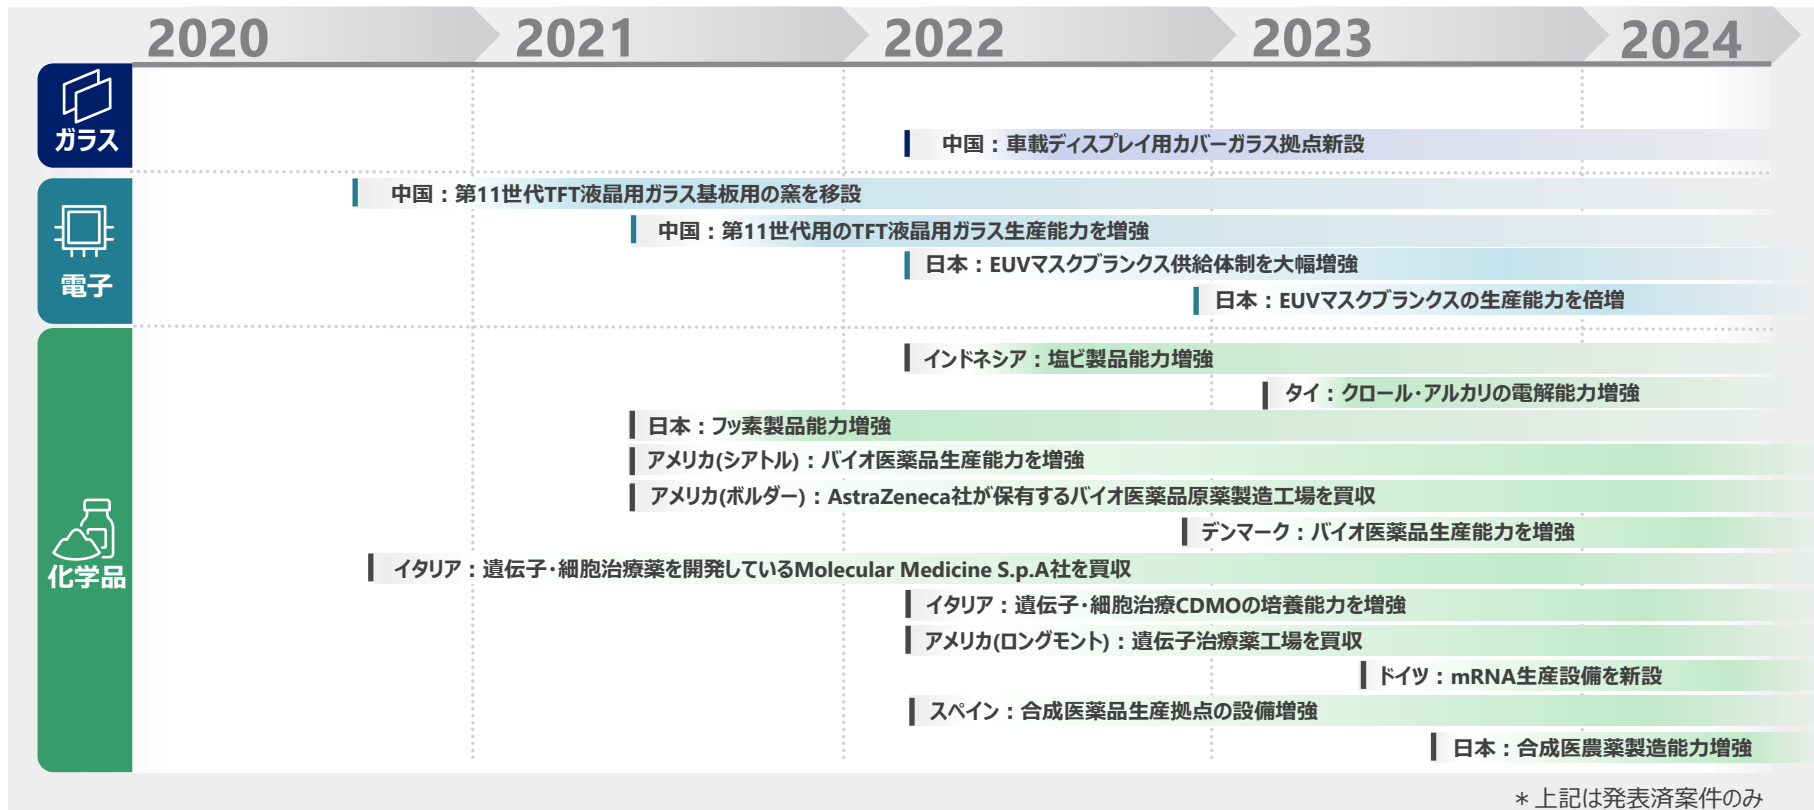 2020 2021 2022 2023 2024
ガラス
中国：車載ディスプレイ用カバーガラス拠点新設
電子
中国：第11世代TFT液晶用ガラス基板用の窯を移設
中国：第11世代用のTFT液晶用ガラス生産能力を増強
日本：EUVマスクブランクス供給体制を大幅増強
日本：EUVマスクブランクスの生産能力を倍増
化学品
インドネシア：塩ビ製品能力増強
タイ：クロール･アルカリの電解能力増強
日本：フッ素製品能力増強
アメリカ(シアトル)：バイオ医薬品生産能力を増強
アメリカ(ボルダー)：AstraZeneca社が保有するバイオ医薬品原薬製造工場を買収
デンマーク：バイオ医薬品生産能力を増強
イタリア：遺伝子･細胞治療薬を開発しているMolecular Medicine S.p.A社を買収
イタリア：遺伝子･細胞治療CDMOの培養能力を増強
アメリカ(ロングモント)：遺伝子治療薬工場を買収
ドイツ：mRNA生産設備を新設
スペイン：合成医薬品生産拠点の設備増強
日本：合成医農薬製造能力増強
＊上記は発表済案件のみ